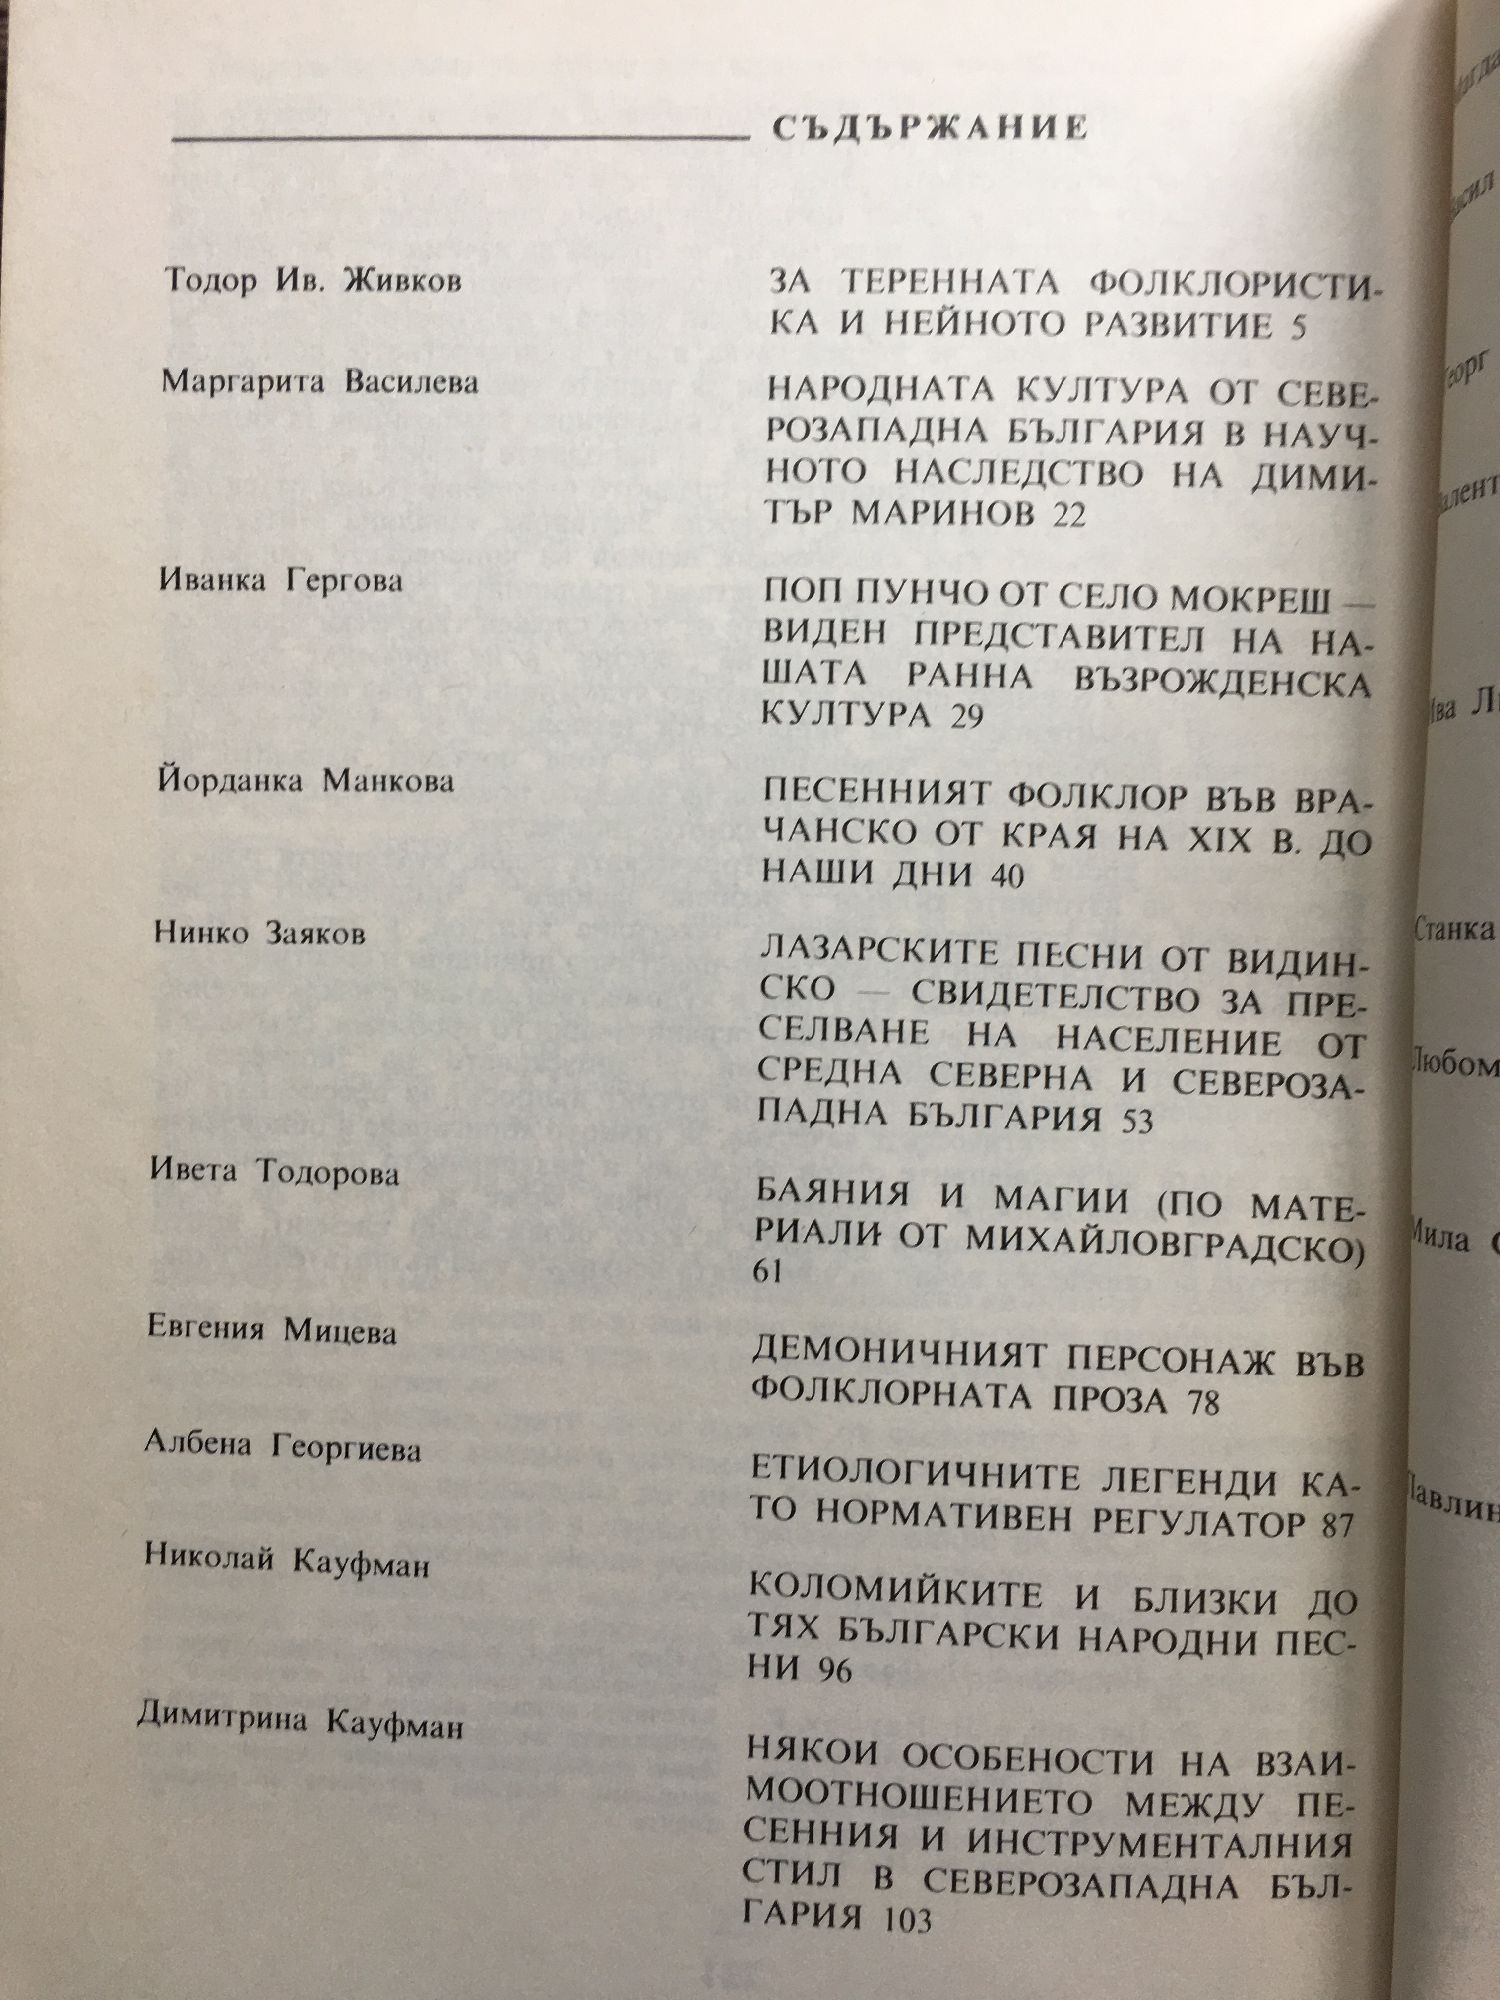 СЪДЪРЖАНИЕ
Тодор Ив. Живков
ЗА ТЕРЕННАТА ФОЛКЛОРИСТИ-
КА И НЕЙНОТО РАЗВИТИЕ 5
Маргарита Василева
НАРОДНАТА КУЛТУРА ОТ СЕВЕ-
РОЗАПАДНА БЪЛГАРИЯ В НАУЧ-
НОТО НАСЛЕДСТВО НА ДИМИ-
ТЪР МАРИНОВ 22
Иванка Гергова
ПОП ПУНЧО ОТ СЕЛО МОКРЕШ —
ВИДЕН ПРЕДСТАВИТЕЛ НА НА-
ШАТА РАННА ВЪЗРОЖДЕНСКА
КУЛТУРА 29
Йорданка Манкова
ПЕСЕННИЯТ ФОЛКЛОР ВЪВ ВРА-
ЧАНСКО ОТ КРАЯ НА XIX В. ДО
НАШИ ДНИ 40
Нинко Заяков
ЛАЗАРСКИТЕ ПЕСНИ ОТ ВИДИН-
СКО — СВИДЕТЕЛСТВО ЗА ПРЕ-
СЕЛВАНЕ НА НАСЕЛЕНИЕ ОТ
СРЕДНА СЕВЕРНА И СЕВЕРОЗА-
ПАДНА БЪЛГАРИЯ 53
Ивета Тодорова
БАЯНИЯ И МАГИИ (ПО МАТЕ-
РИАЛИ ОТ МИХАЙЛОВГРАДСКО)
61
Евгения Мицева
ДЕМОНИЧНИЯТ ПЕРСОНАЖ ВЪВ
ФОЛКЛОРНАТА ПРОЗА 78
Албена Георгиева
ЕТИОЛОГИЧНИТЕ ЛЕГЕНДИ КА-
ТО НОРМАТИВЕН РЕГУЛАТОР 87
Николай Кауфман
КОЛОМИЙКИТЕ И БЛИЗКИ ДО
ТЯХ БЪЛГАРСКИ НАРОДНИ ПЕС-
НИ 96
Димитрина Кауфман
НЯКОИ ОСОБЕНОСТИ НА ВЗАИ-
МООТНОШЕНИЕТО МЕЖДУ ПЕ-
СЕННИЯ И ИНСТРУМЕНТАЛНИЯ
СТИЛ В СЕВЕРОЗАПАДНА БЪЛ-
ГАРИЯ 103
Станка